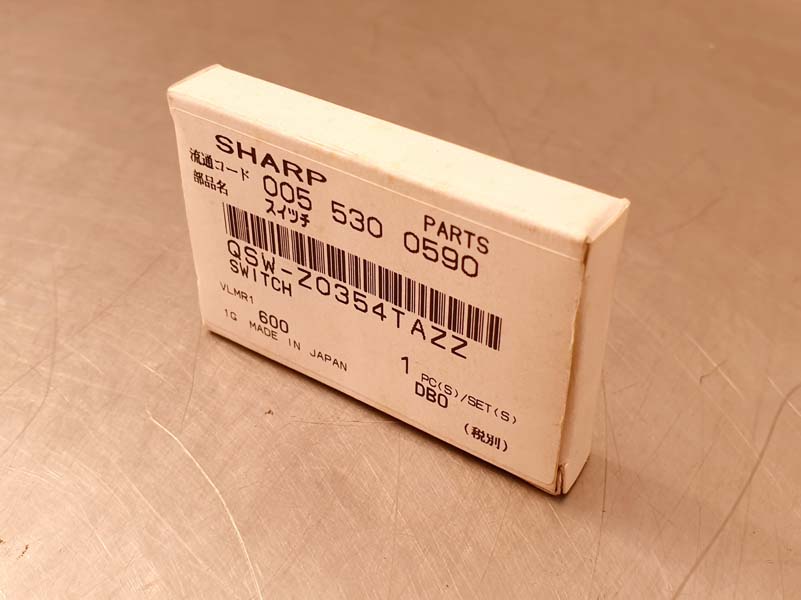 SHARP PARTS
流通コード 005 530 0590
部品名 スイッチ
QSW-Z0354TAZZ
SWITCH
VLMR1
600 1 PC(S)/SET(S)
1G MADE IN JAPAN DBO
(税別)